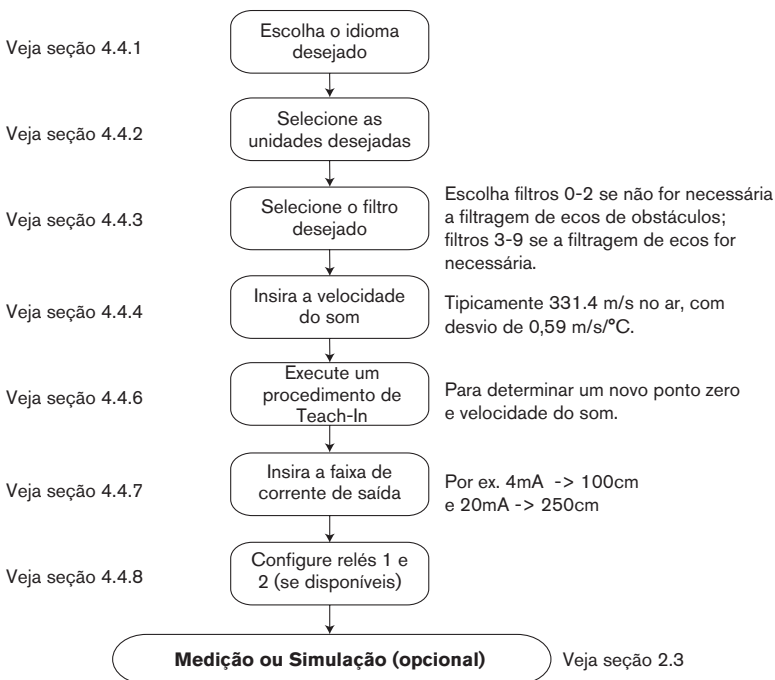 Veja seção 4.4.1
Escolha o idioma
desejado
Veja seção 4.4.2
Selecione as
unidades desejadas
Veja seção 4.4.3
Selecione o filtro
desejado
Escolha filtros 0-2 se não for necessária
a filtragem de ecos de obstáculos;
filtros 3-9 se a filtragem de ecos for
necessária.
Veja seção 4.4.4
Insira a velocidade
do som
Tipicamente 331.4 m/s no ar, com
desvio de 0,59 m/s/°C.
Veja seção 4.4.6
Execute um
procedimento de
Teach-In
Para determinar um novo ponto zero
e velocidade do som.
Veja seção 4.4.7
Insira a faixa de
corrente de saída
Por ex. 4mA -> 100cm
e 20mA -> 250cm
Veja seção 4.4.8
Configure relés 1 e
2 (se disponíveis)
Medição ou Simulação (opcional)
Veja seção 2.3